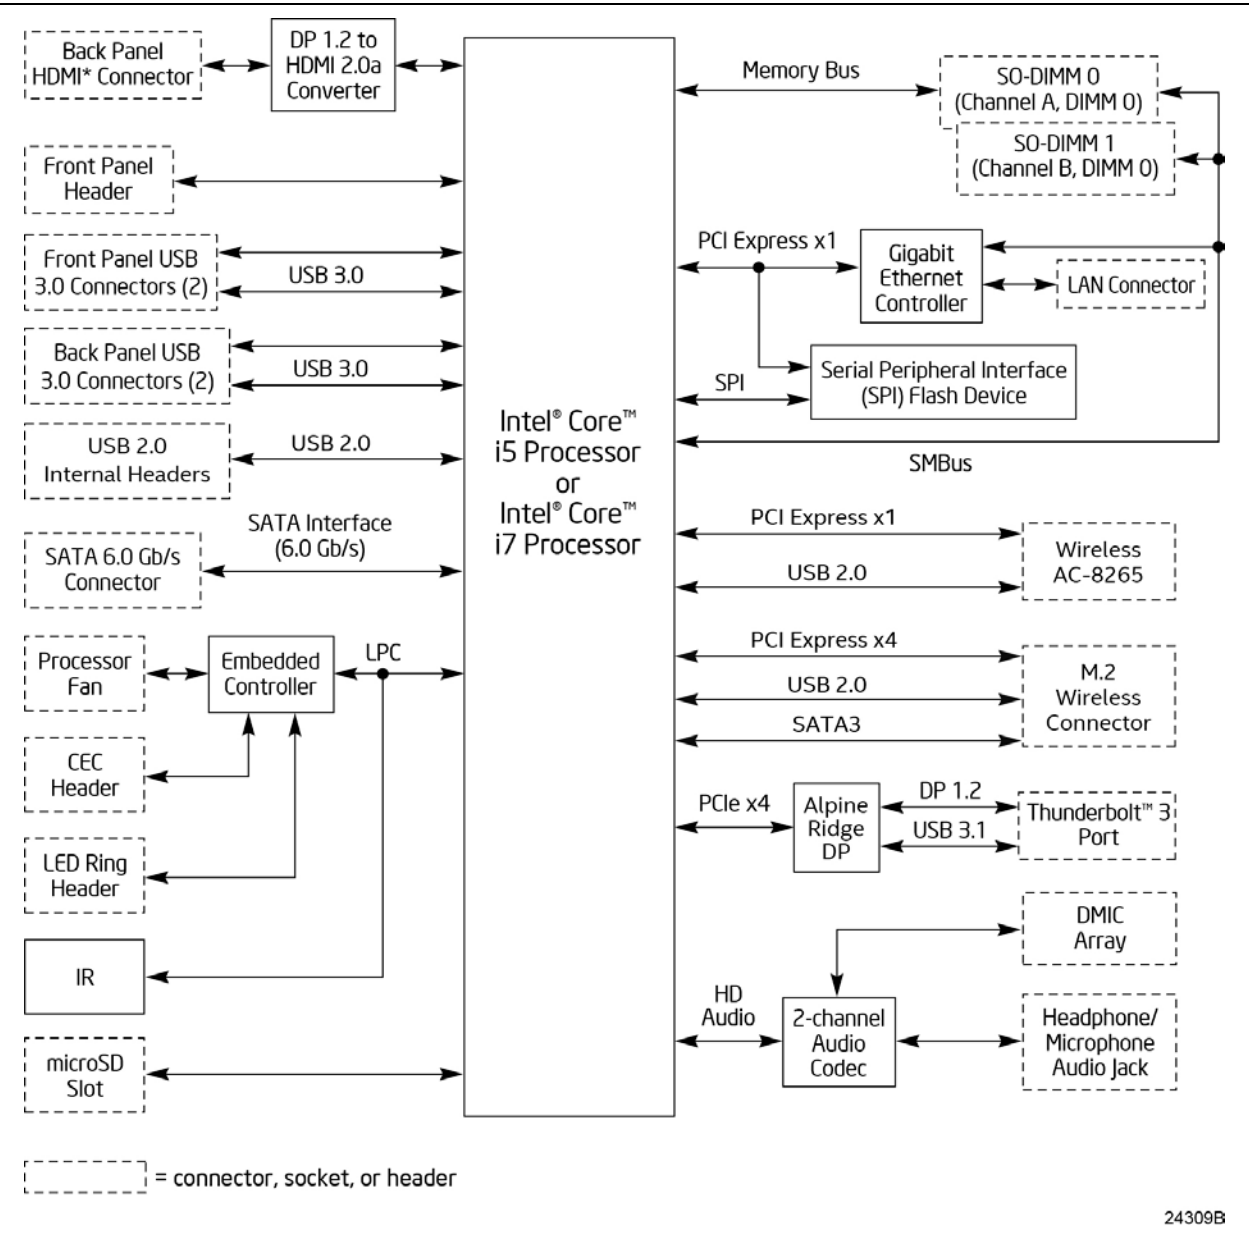 Back Panel
HDMI* Connector
DP 1.2 to
HDMI 2.0a
Converter
Front Panel
Header
Front Panel USB
3.0 Connectors (2)
USB 3.0
Back Panel USB
3.0 Connectors (2)
USB 3.0
USB 2.0
Internal Headers
USB 2.0
SATA 6.0 Gb/s
Connector
SATA Interface
(6.0 Gb/s)
Processor
Fan
Embedded
Controller
LPC
CEC
Header
LED Ring
Header
IR
microSD
Slot
Intel® Core™
i5 Processor
or
Intel® Core™
i7 Processor
Memory Bus
SO-DIMM 0
(Channel A, DIMM 0)
SO-DIMM 1
(Channel B, DIMM 0)
PCI Express x1
Gigabit
Ethernet
Controller
LAN Connector
SPI
Serial Peripheral Interface
(SPI) Flash Device
SMBus
PCI Express x1
USB 2.0
Wireless
AC-8265
PCI Express x4
USB 2.0
SATA3
M.2
Wireless
Connector
PCIe x4
Alpine
Ridge
DP
DP 1.2
USB 3.1
Thunderbolt™ 3
Port
DMIC
Array
HD
Audio
2-channel
Audio
Codec
Headphone/
Microphone
Audio Jack
= connector, socket, or header
24309B